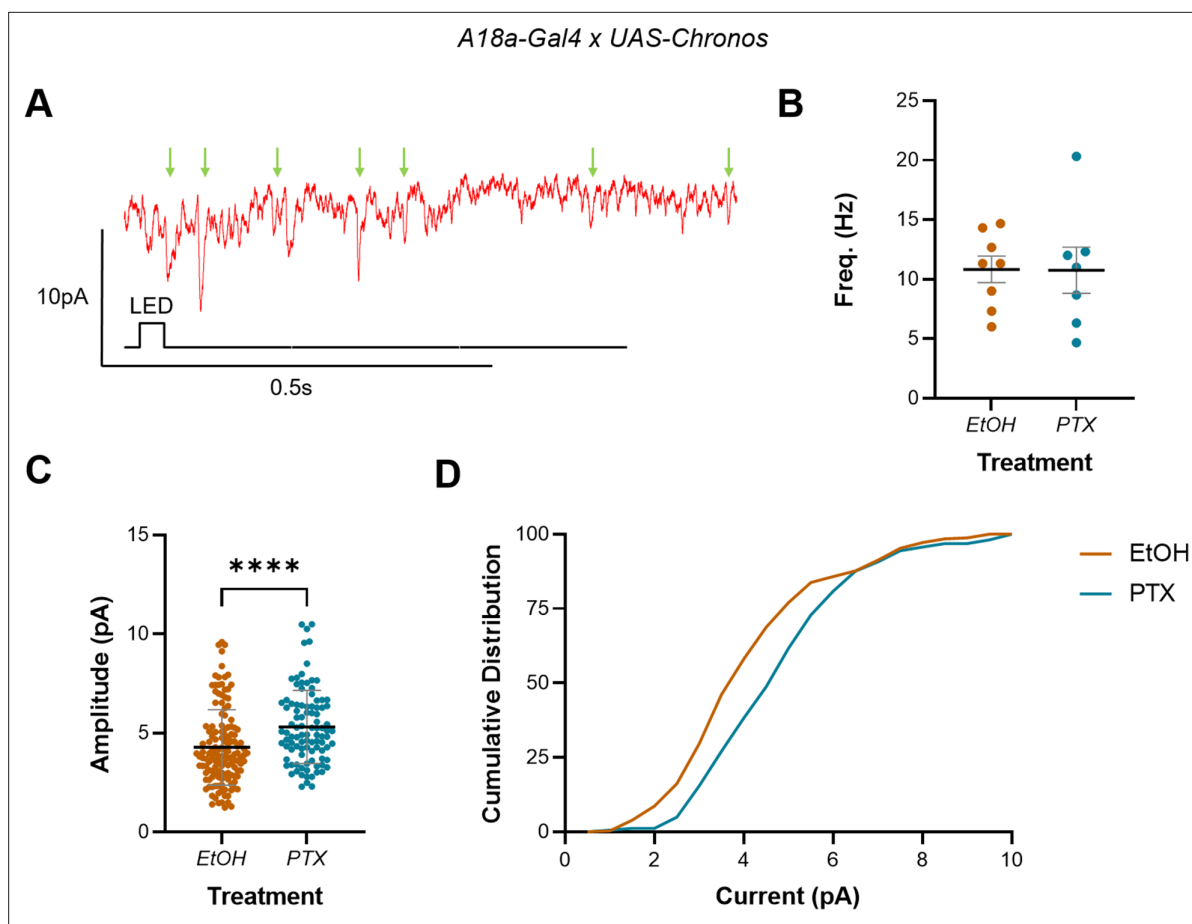 A18a-Gal4 x UAS-Chronos
A
10pA
LED
0.5s
B
Freq. (Hz)
25
20
15
10
5
0
EtOH PTX
Treatment
C
Amplitude (pA)
15
10
5
0
****
EtOH PTX
Treatment
D
Cumulative Distribution
100
75
50
25
0
0 2 4 6 8 10
Current (pA)
EtOH
PTX